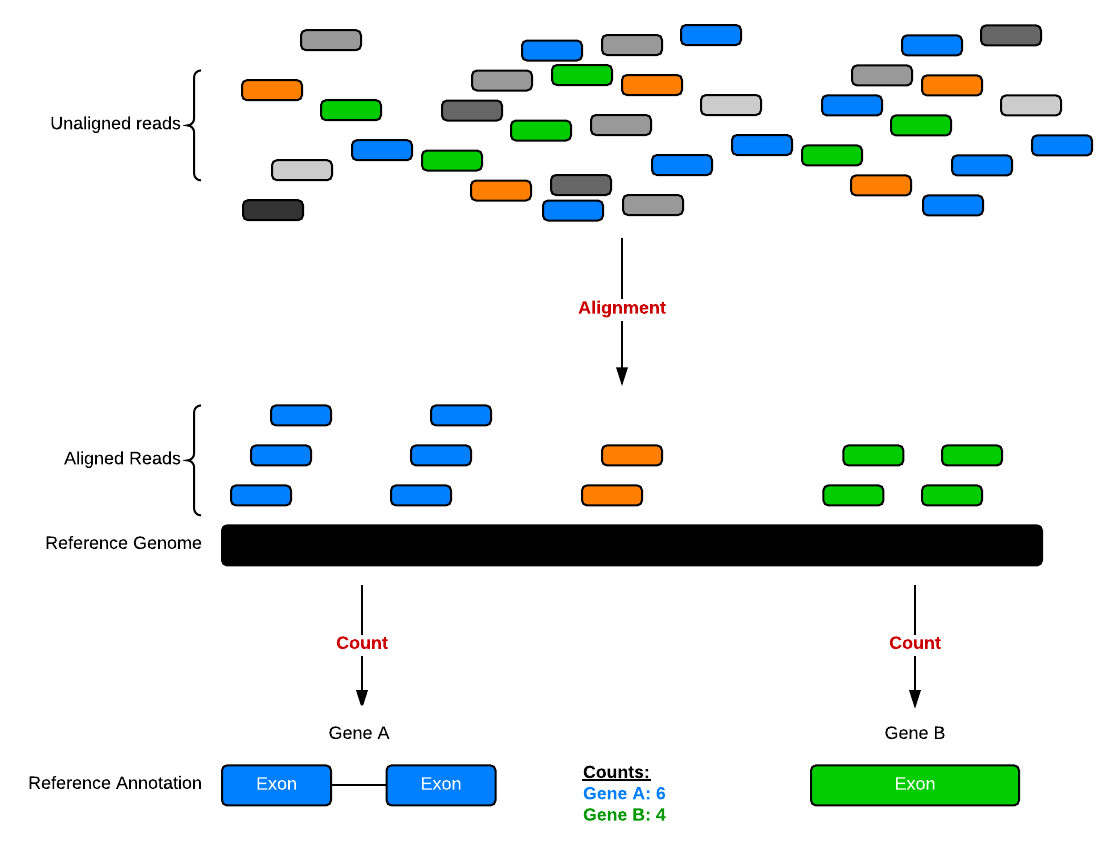 Unaligned reads
Alignment
Aligned Reads
Reference Genome
Count
Count
Gene A
Gene B
Reference Annotation
Exon
Exon
Exon
Counts:
Gene A: 6
Gene B: 4